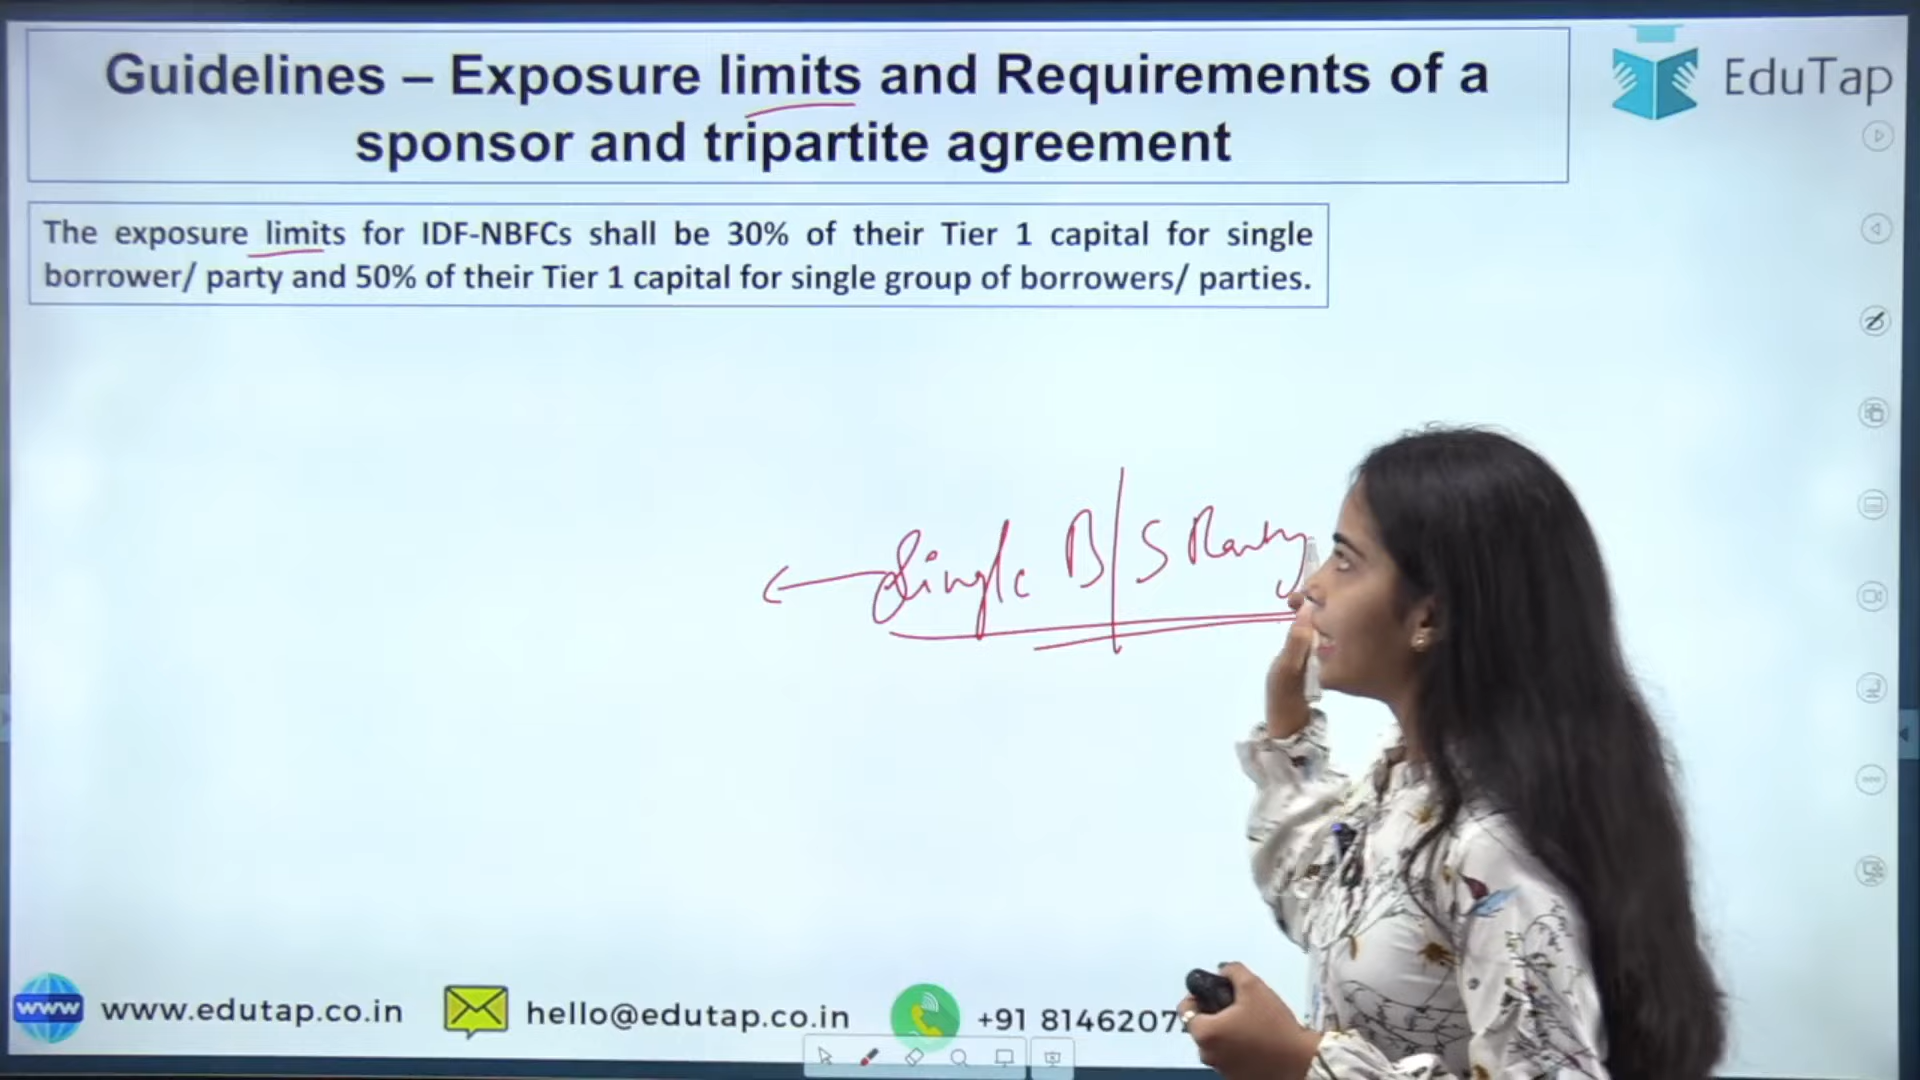 Guidelines – Exposure limits and Requirements of a
sponsor and tripartite agreement
EduTap
The exposure limits for IDF-NBFCs shall be 30% of their Tier 1 capital for single
borrower/ party and 50% of their Tier 1 capital for single group of borrowers/ parties.
Single B/S Party
www
www.edutap.co.in
hello@edutap.co.in
+91 8146207